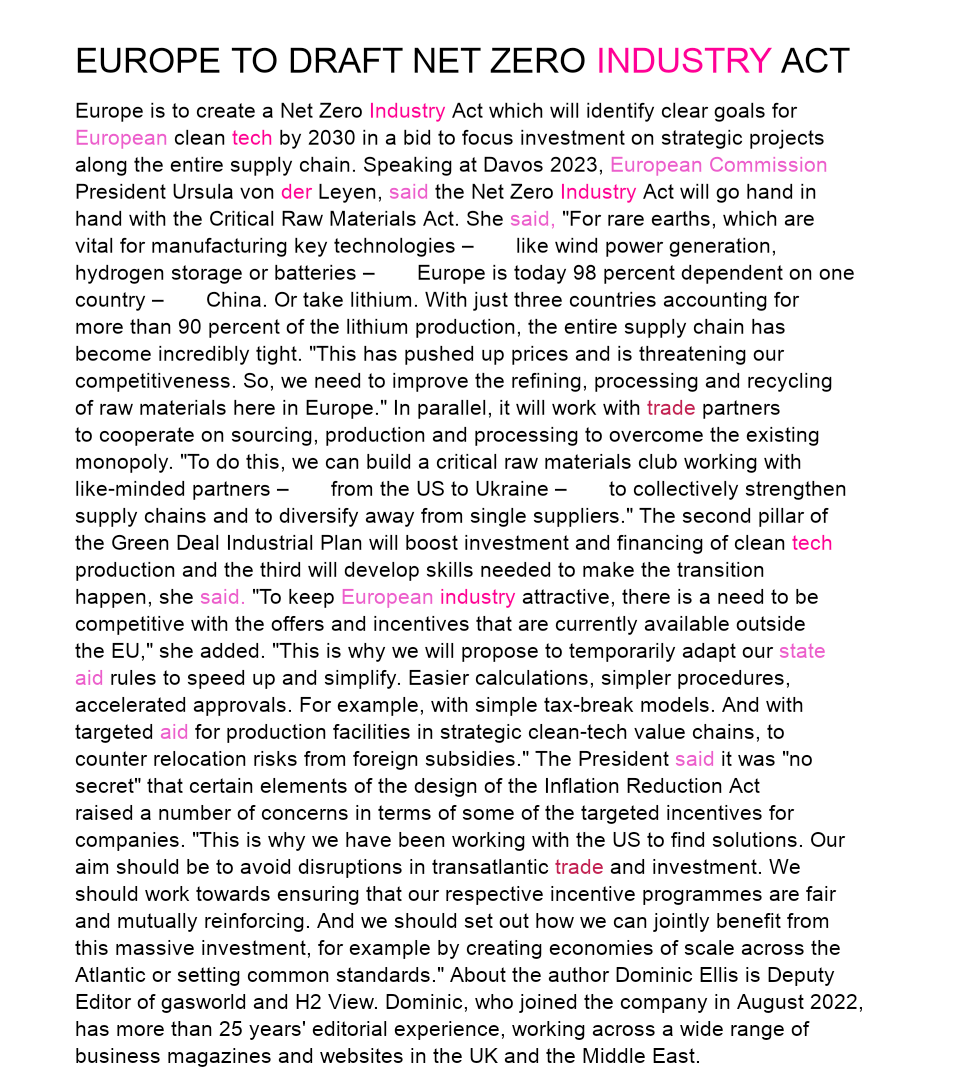 EUROPE TO DRAFT NET ZERO INDUSTRY ACT
Europe is to create a Net Zero Industry Act which will identify clear goals for
European clean tech by 2030 in a bid to focus investment on strategic projects
along the entire supply chain. Speaking at Davos 2023, European Commission
President Ursula von der Leyen, said the Net Zero Industry Act will go hand in
hand with the Critical Raw Materials Act. She said, "For rare earths, which are
vital for manufacturing key technologies – like wind power generation,
hydrogen storage or batteries – Europe is today 98 percent dependent on one
country – China. Or take lithium. With just three countries accounting for
more than 90 percent of the lithium production, the entire supply chain has
become incredibly tight. "This has pushed up prices and is threatening our
competitiveness. So, we need to improve the refining, processing and recycling
of raw materials here in Europe." In parallel, it will work with trade partners
to cooperate on sourcing, production and processing to overcome the existing
monopoly. "To do this, we can build a critical raw materials club working with
like-minded partners – from the US to Ukraine – to collectively strengthen
supply chains and to diversify away from single suppliers." The second pillar of
the Green Deal Industrial Plan will boost investment and financing of clean tech
production and the third will develop skills needed to make the transition
happen, she said. "To keep European industry attractive, there is a need to be
competitive with the offers and incentives that are currently available outside
the EU," she added. "This is why we will propose to temporarily adapt our state
aid rules to speed up and simplify. Easier calculations, simpler procedures,
accelerated approvals. For example, with simple tax-break models. And with
targeted aid for production facilities in strategic clean-tech value chains, to
counter relocation risks from foreign subsidies." The President said it was "no
secret" that certain elements of the design of the Inflation Reduction Act
raised a number of concerns in terms of some of the targeted incentives for
companies. "This is why we have been working with the US to find solutions. Our
aim should be to avoid disruptions in transatlantic trade and investment. We
should work towards ensuring that our respective incentive programmes are fair
and mutually reinforcing. And we should set out how we can jointly benefit from
this massive investment, for example by creating economies of scale across the
Atlantic or setting common standards." About the author Dominic Ellis is Deputy
Editor of gasworld and H2 View. Dominic, who joined the company in August 2022,
has more than 25 years' editorial experience, working across a wide range of
business magazines and websites in the UK and the Middle East.